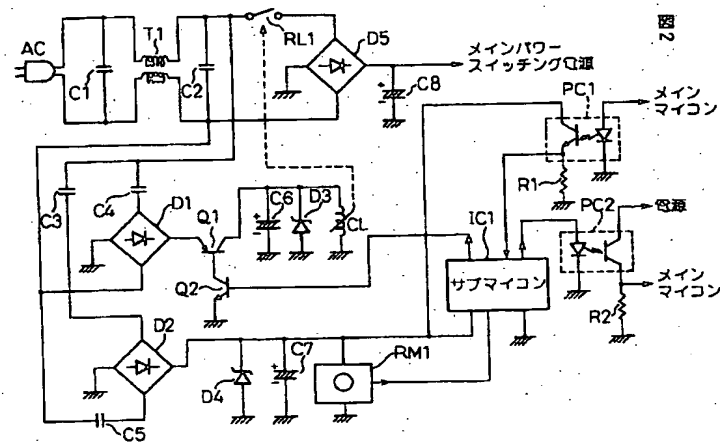 図2
AC
T1
C1
C2
RL1
D5
メインパワー
スイッチング電源
C8
PC1
メイン
マイコン
R1
C3
C4
D1
Q1
C6
D3
CL
IC1
PC2
電源
Q2
サブマイコン
メイン
マイコン
R2
D2
D4
C7
RM1
C5